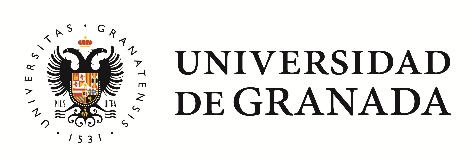 UNIVERSITAS · GRANATENSIS
· 1531 ·
UNIVERSIDAD
DE GRANADA